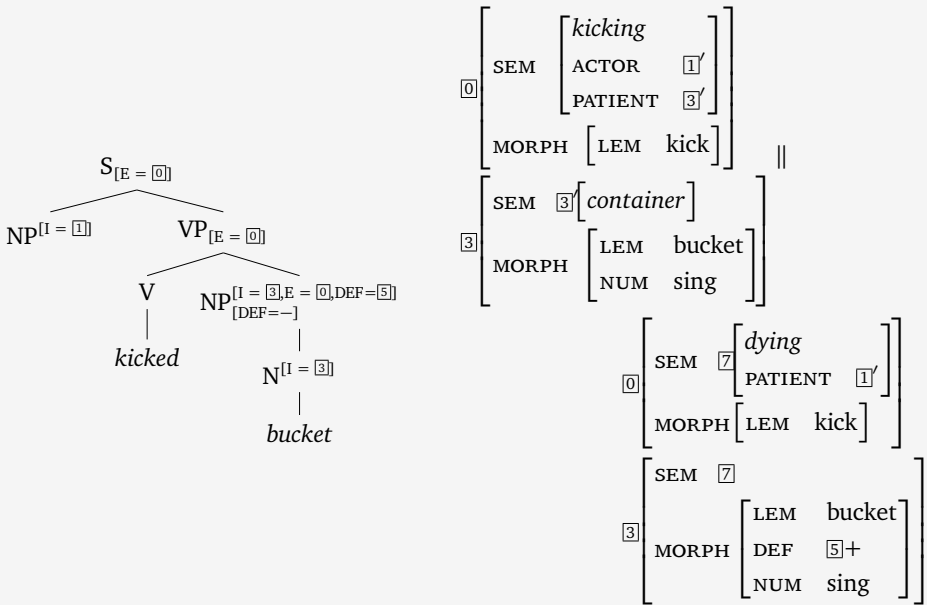 S[E = 0]
NP[I = 1]
VP[E = 0]
V
NP[I = 3,E = 0,DEF=5]
[DEF=−]
kicked
N[I = 3]
bucket
0
kicking
SEM ACTOR 1′
PATIENT 3′
MORPH [LEM kick]
||
3
SEM 3′[container]
MORPH
LEM bucket
NUM sing
0
SEM 7
dying
PATIENT 1′
MORPH [LEM kick]
3
SEM 7
MORPH
LEM bucket
DEF 5+
NUM sing